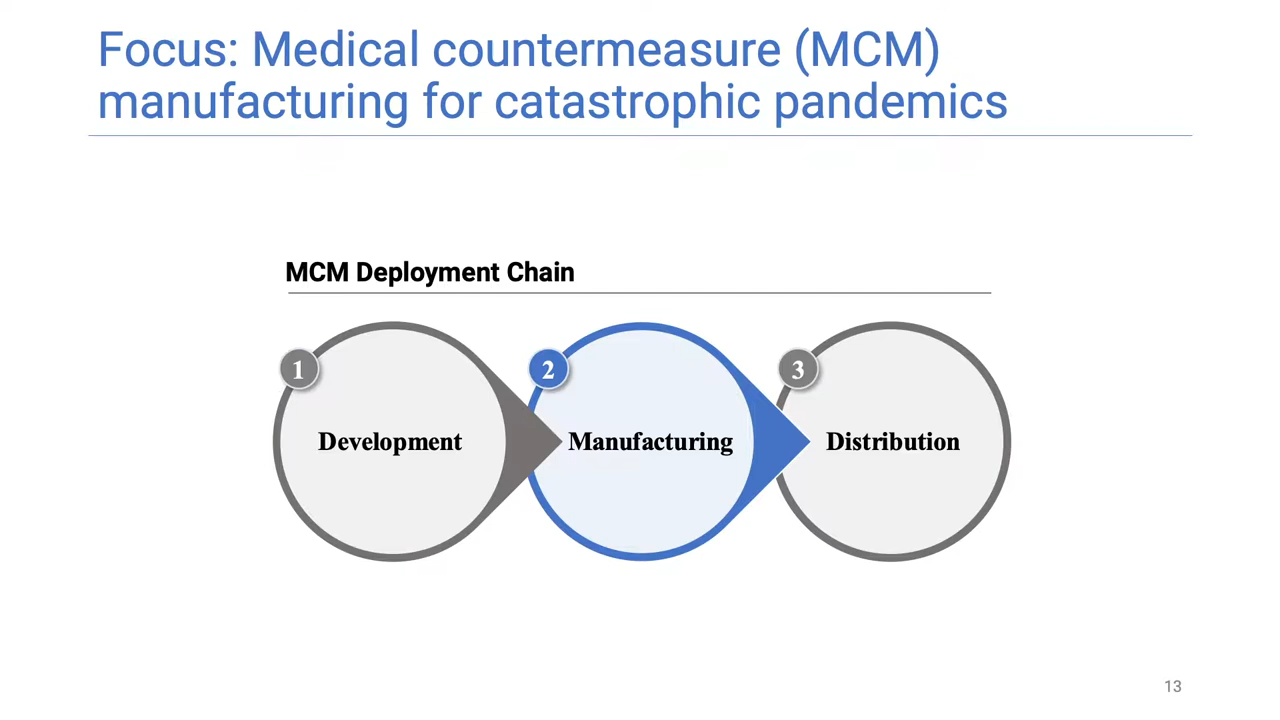 Focus: Medical countermeasure (MCM)
manufacturing for catastrophic pandemics
MCM Deployment Chain
1
2
3
Development
Manufacturing
Distribution
13